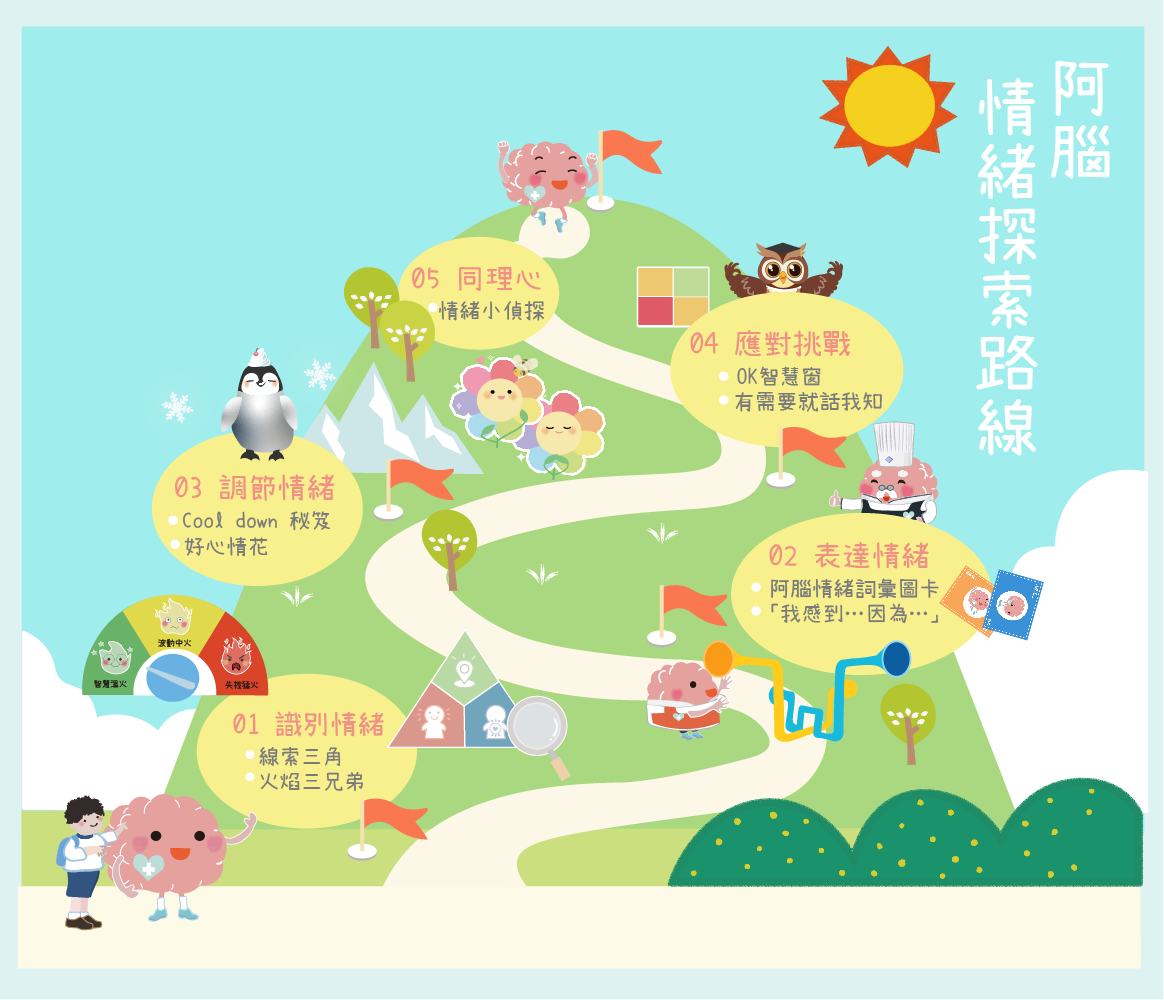 阿腦
情緒探索路線
05 同理心
情緒小偵探
04 應對挑戰
OK智慧窗
有需要就話我知
03 調節情緒
Cool down 秘笈
好心情花
02 表達情緒
阿腦情緒詞彙圖卡
「我感到…因為…」
波動中火
智慧溫火
失控猛火
01 識別情緒
線索三角
火焰三兄弟